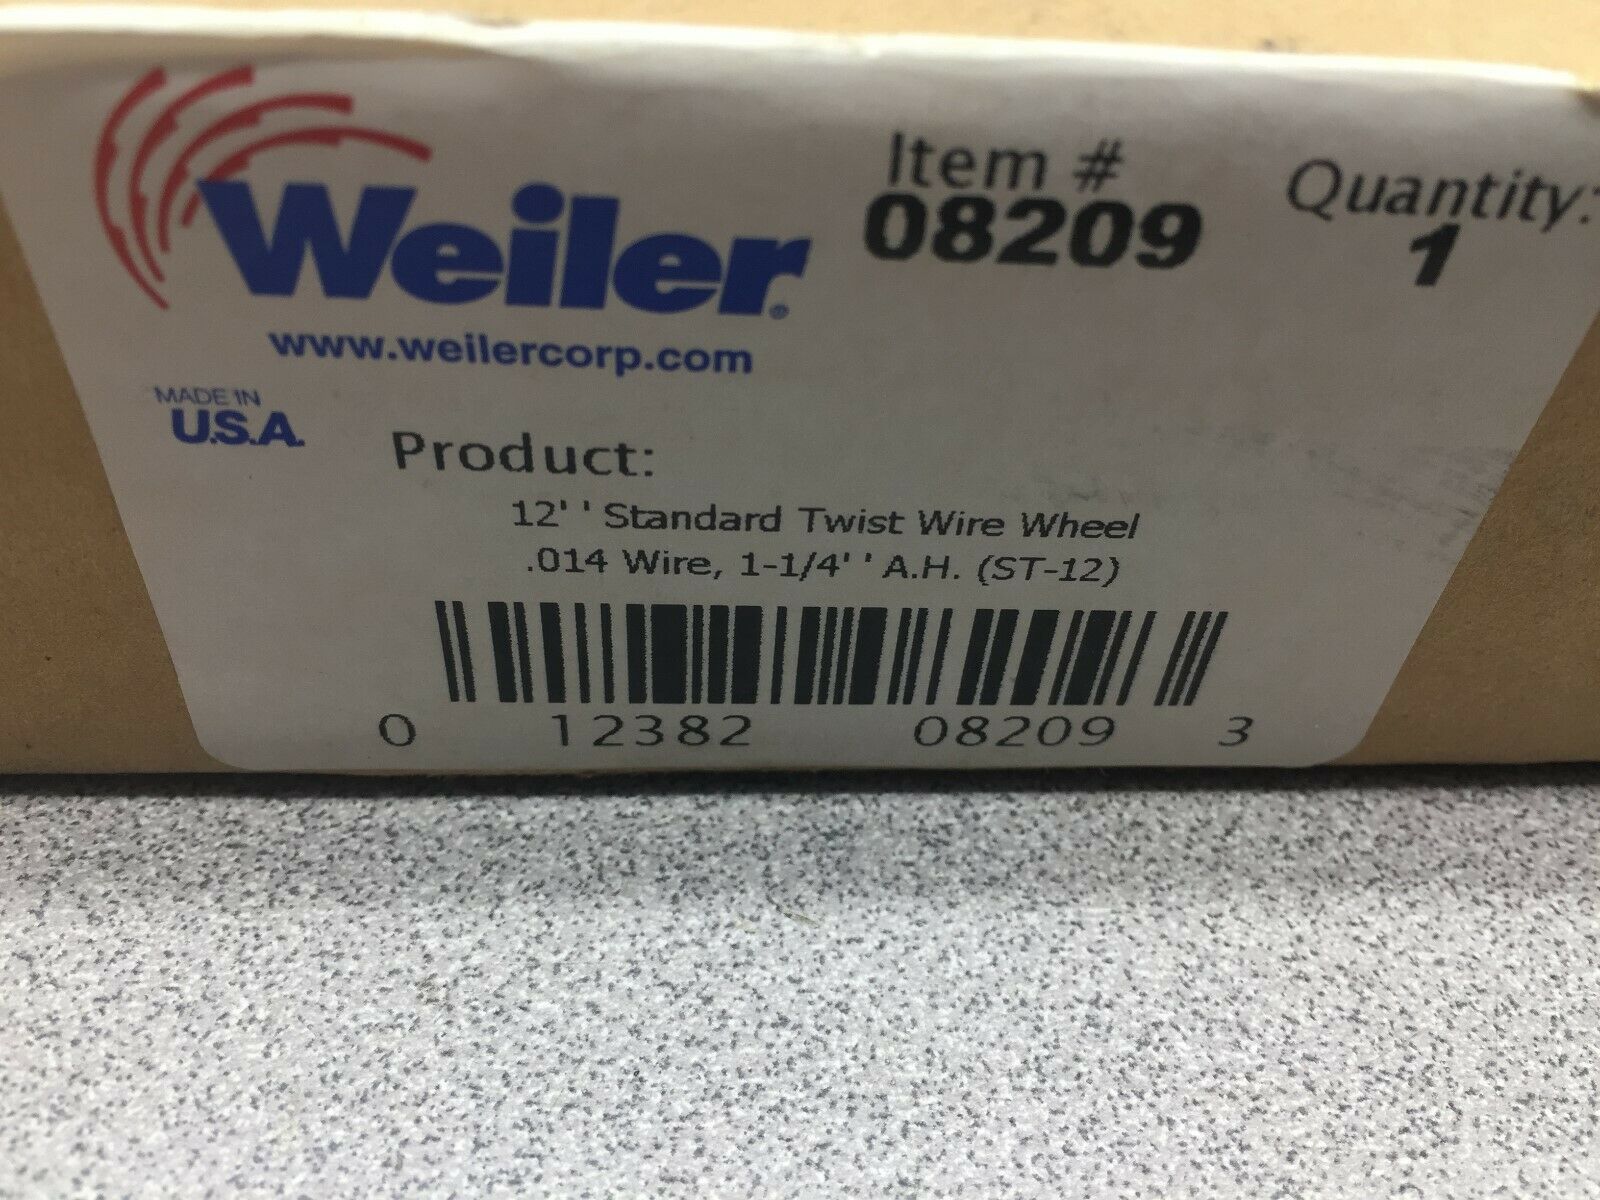 Weiler®
www.weilercorp.com
MADE IN
U.S.A.
Item #
08209
Quantity:
1
Product:
12'' Standard Twist Wire Wheel
.014 Wire, 1-1/4'' A.H. (ST-12)
0 12382 08209 3